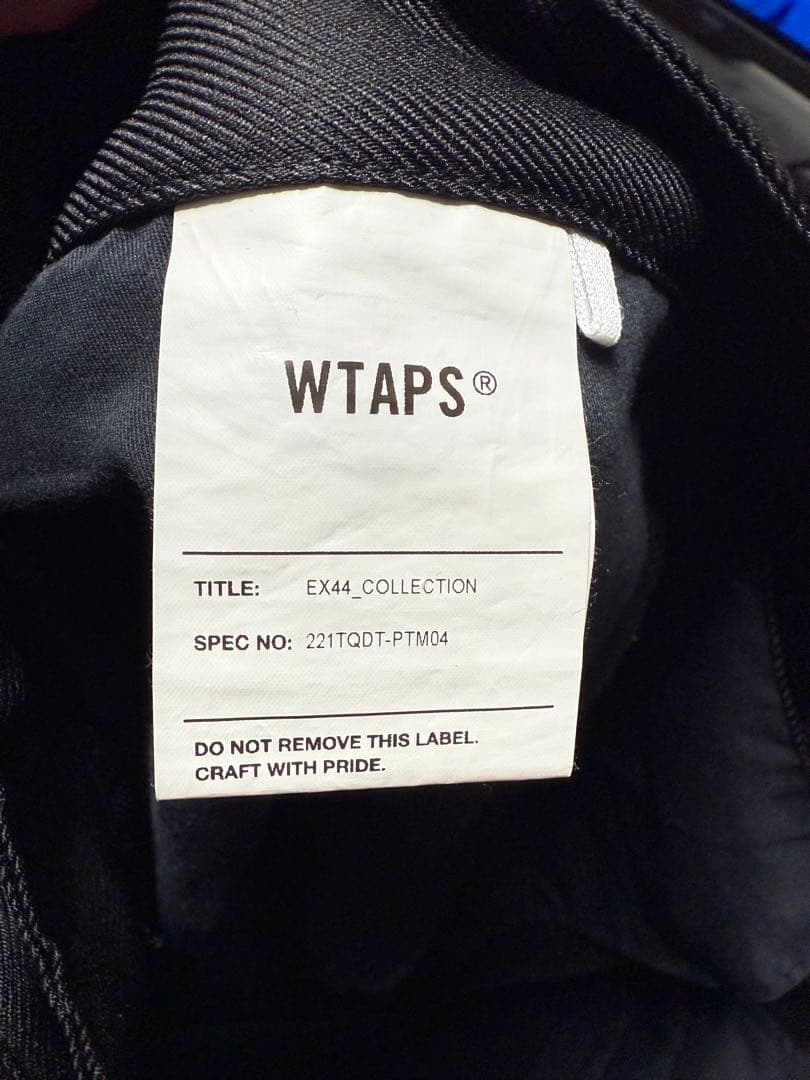 WTAPS®
TITLE: EX44_COLLECTION
SPEC NO: 221TQDT-PTM04
DO NOT REMOVE THIS LABEL.
CRAFT WITH PRIDE.